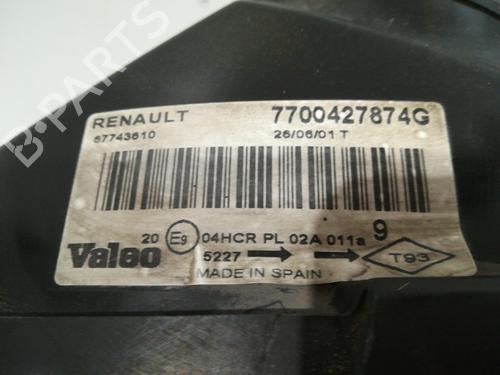 B-PARTS
RENAULT 7700427874G
67743610 26/06/01 T
20 E9 04HCR PL 02A 011a 9
Valeo 5227 T93
MADE IN SPAIN